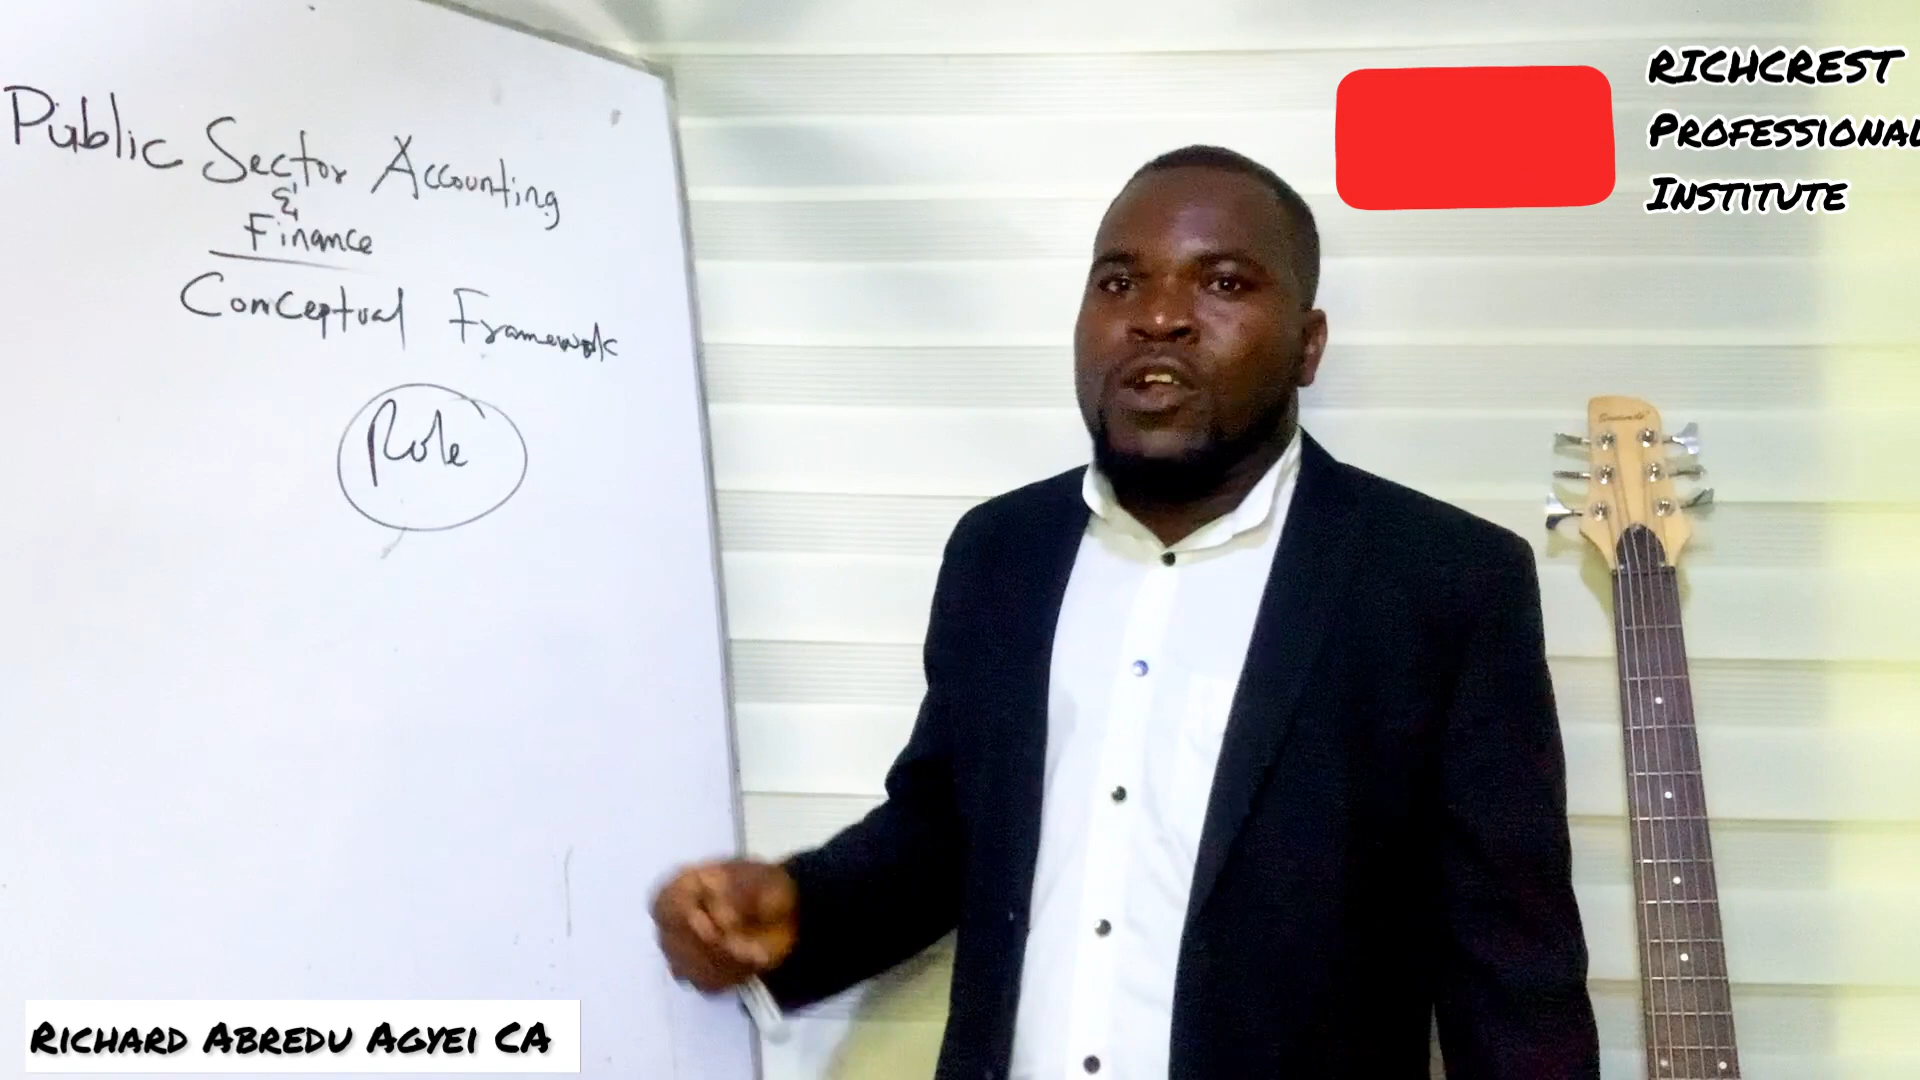 Public Sector Accounting
&
Finance
Conceptual Framework
Role
RICHCREST
PROFESSIONAL
INSTITUTE
RICHARD ABREDU AGYEI CA